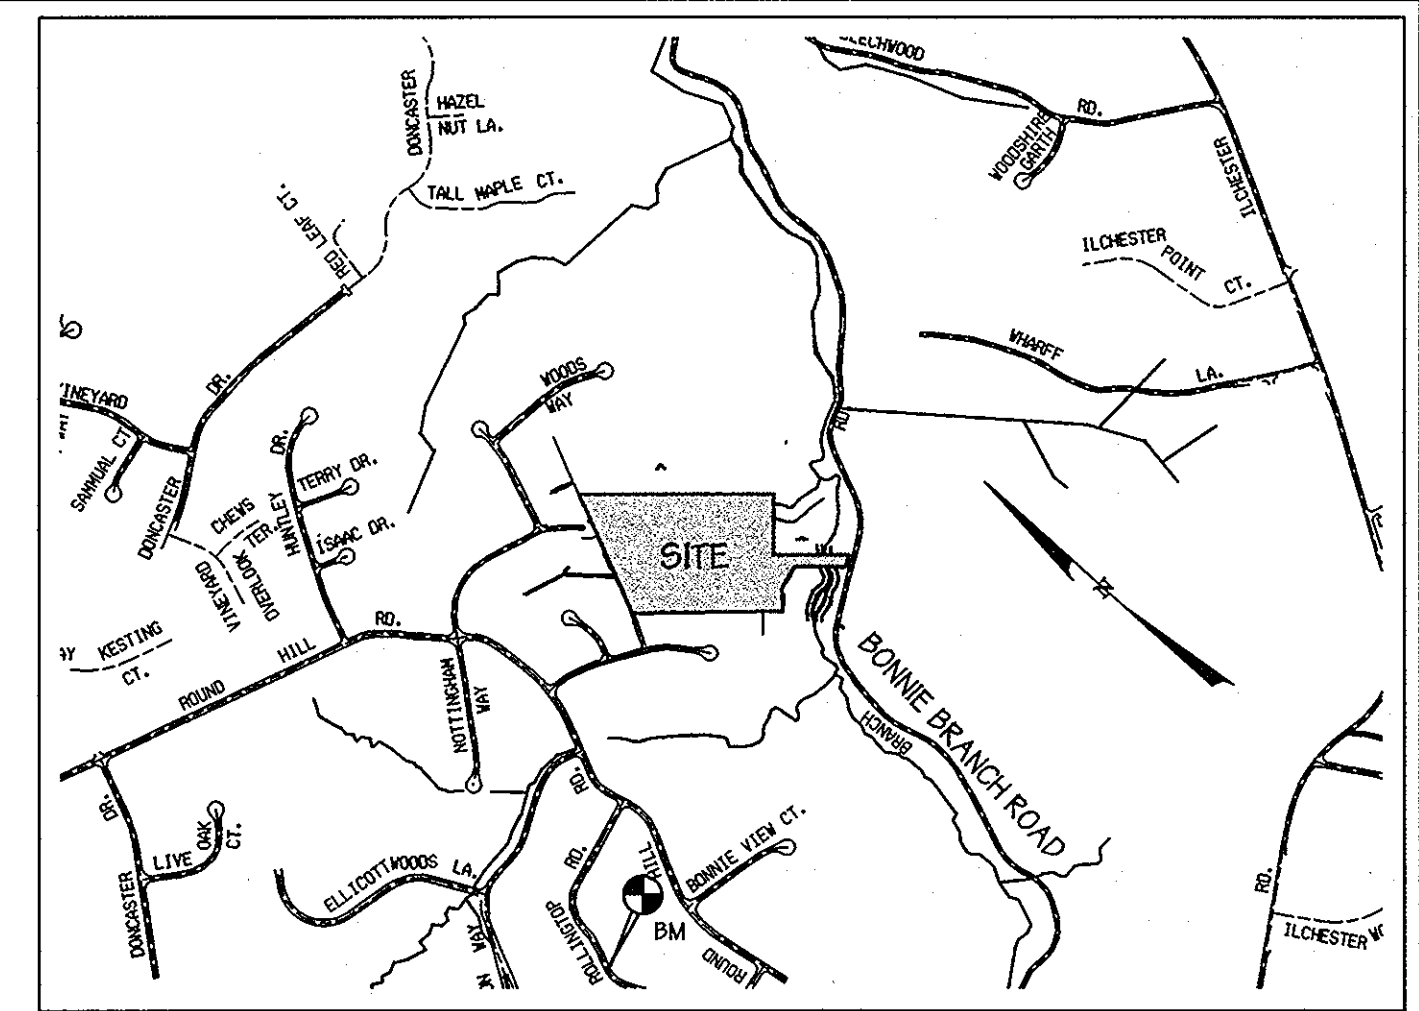 BEECHWOOD
RD.
WOODSHIRE
GARTH
ILCHESTER
DONCASTER
HAZEL
NUT LA.
TALL MAPLE CT.
RED LEAF CT.
ILCHESTER
POINT
CT.
WHARFF
LA.
DR.
WOODS
WAY
INEYARD
SAMMUAL CT
DR.
TERRY DR.
HUNTLEY
ISAAC DR.
DONCASTER
CHEWS
TER.
OVERLOOK
VINEYARD
RD
SITE
N
KESTING
CT.
ROUND
HILL
RD.
NOTTINGHAM
WAY
BONNIE BRANCH ROAD
BRANCH
RD.
DR.
LIVE
OAK
CT.
DONCASTER
ELLICOTTWOODS
LA.
RD.
HILL
BONNIE VIEW CT.
ROLLINGTOP
BM
ROUND
WAY
RD.
ILCHESTER